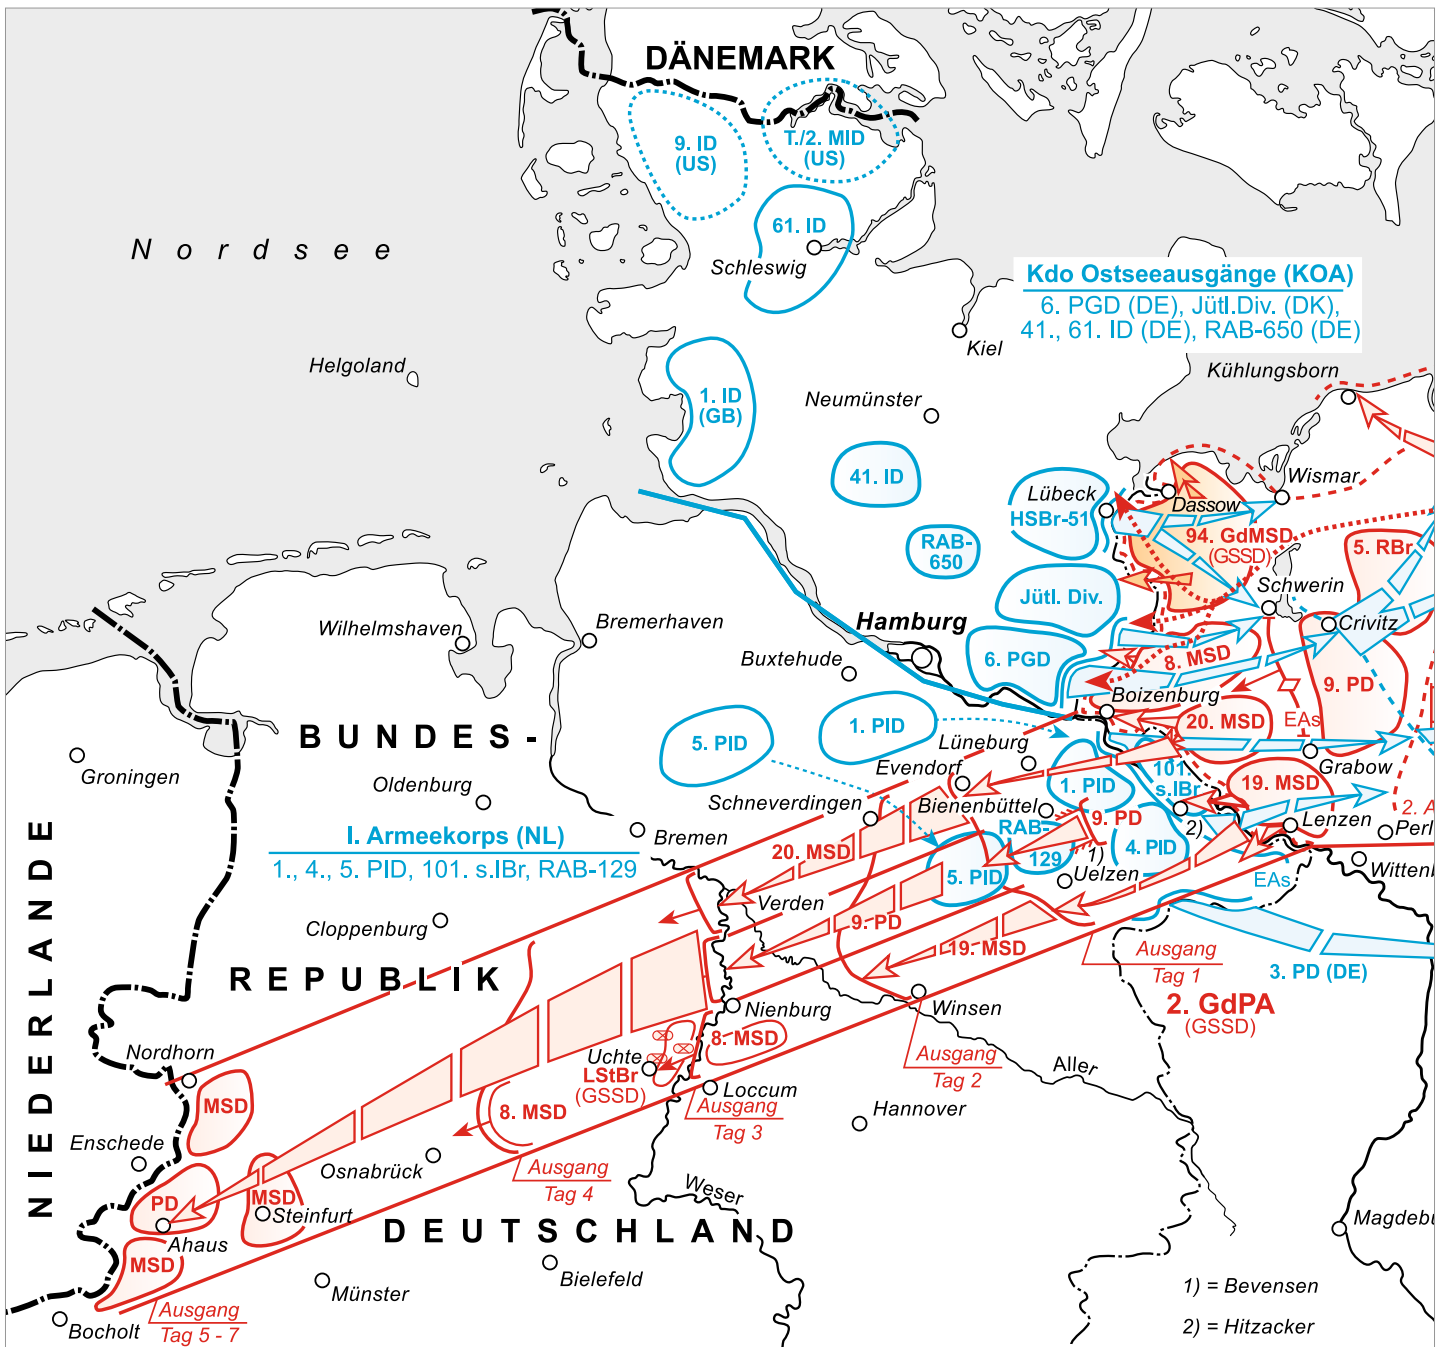 DÄNEMARK
9. ID
(US)
T./2. MID
(US)
61. ID
Schleswig
Nordsee
Kdo Ostseeausgänge (KOA)
6. PGD (DE), Jütl.Div. (DK),
41., 61. ID (DE), RAB-650 (DE)
Kiel
Helgoland
Kühlungsborn
1. ID
(GB)
Neumünster
41. ID
Lübeck
HSBr-51
Wismar
Dassow
94. GdMSD
(GSSD)
5. RBr
RAB-
650
Schwerin
Jütl. Div.
Crivitz
Wilhelmshaven
Bremerhaven
Hamburg
Buxtehude
6. PGD
8. MSD
9. PD
Boizenburg
20. MSD
EAs
BUNDES-
5. PID
1. PID
Lüneburg
Grabow
Groningen
Oldenburg
Evendorf
1. PID
101.
s.IBr
19. MSD
Schneverdingen
Bienenbüttel
9. PD
2. A
I. Armeekorps (NL)
1., 4., 5. PID, 101. s.IBr, RAB-129
Bremen
RAB-
129
2)
Lenzen
Perl
20. MSD
1)
4. PID
5. PID
Uelzen
EAs
Wittenb
Verden
Cloppenburg
9. PD
19. MSD
Ausgang
Tag 1
3. PD (DE)
NIEDERLANDE
REPUBLIK
Nienburg
Winsen
2. GdPA
(GSSD)
8. MSD
Nordhorn
Uchte
LStBr
(GSSD)
Ausgang
Tag 2
Aller
Loccum
MSD
8. MSD
Ausgang
Tag 3
Hannover
Enschede
Osnabrück
Ausgang
Tag 4
Weser
PD
MSD
Steinfurt
DEUTSCHLAND
Magdebu
Ahaus
MSD
Münster
Bielefeld
1) = Bevensen
Ausgang
Tag 5 - 7
Bocholt
2) = Hitzacker